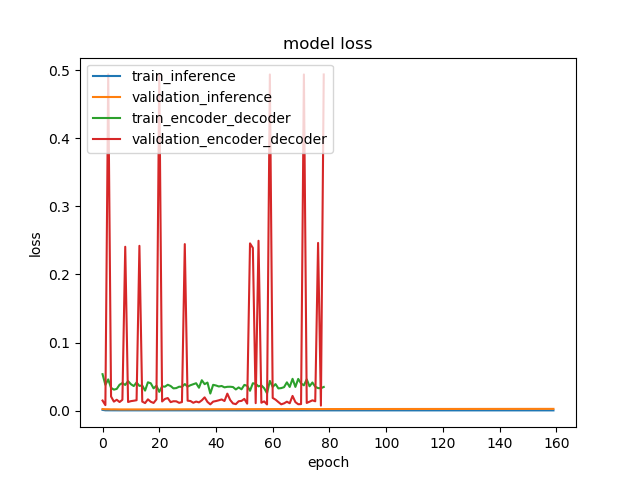 model loss
train_inference
validation_inference
train_encoder_decoder
validation_encoder_decoder
loss
0.5
0.4
0.3
0.2
0.1
0.0
0 20 40 60 80 100 120 140 160
epoch